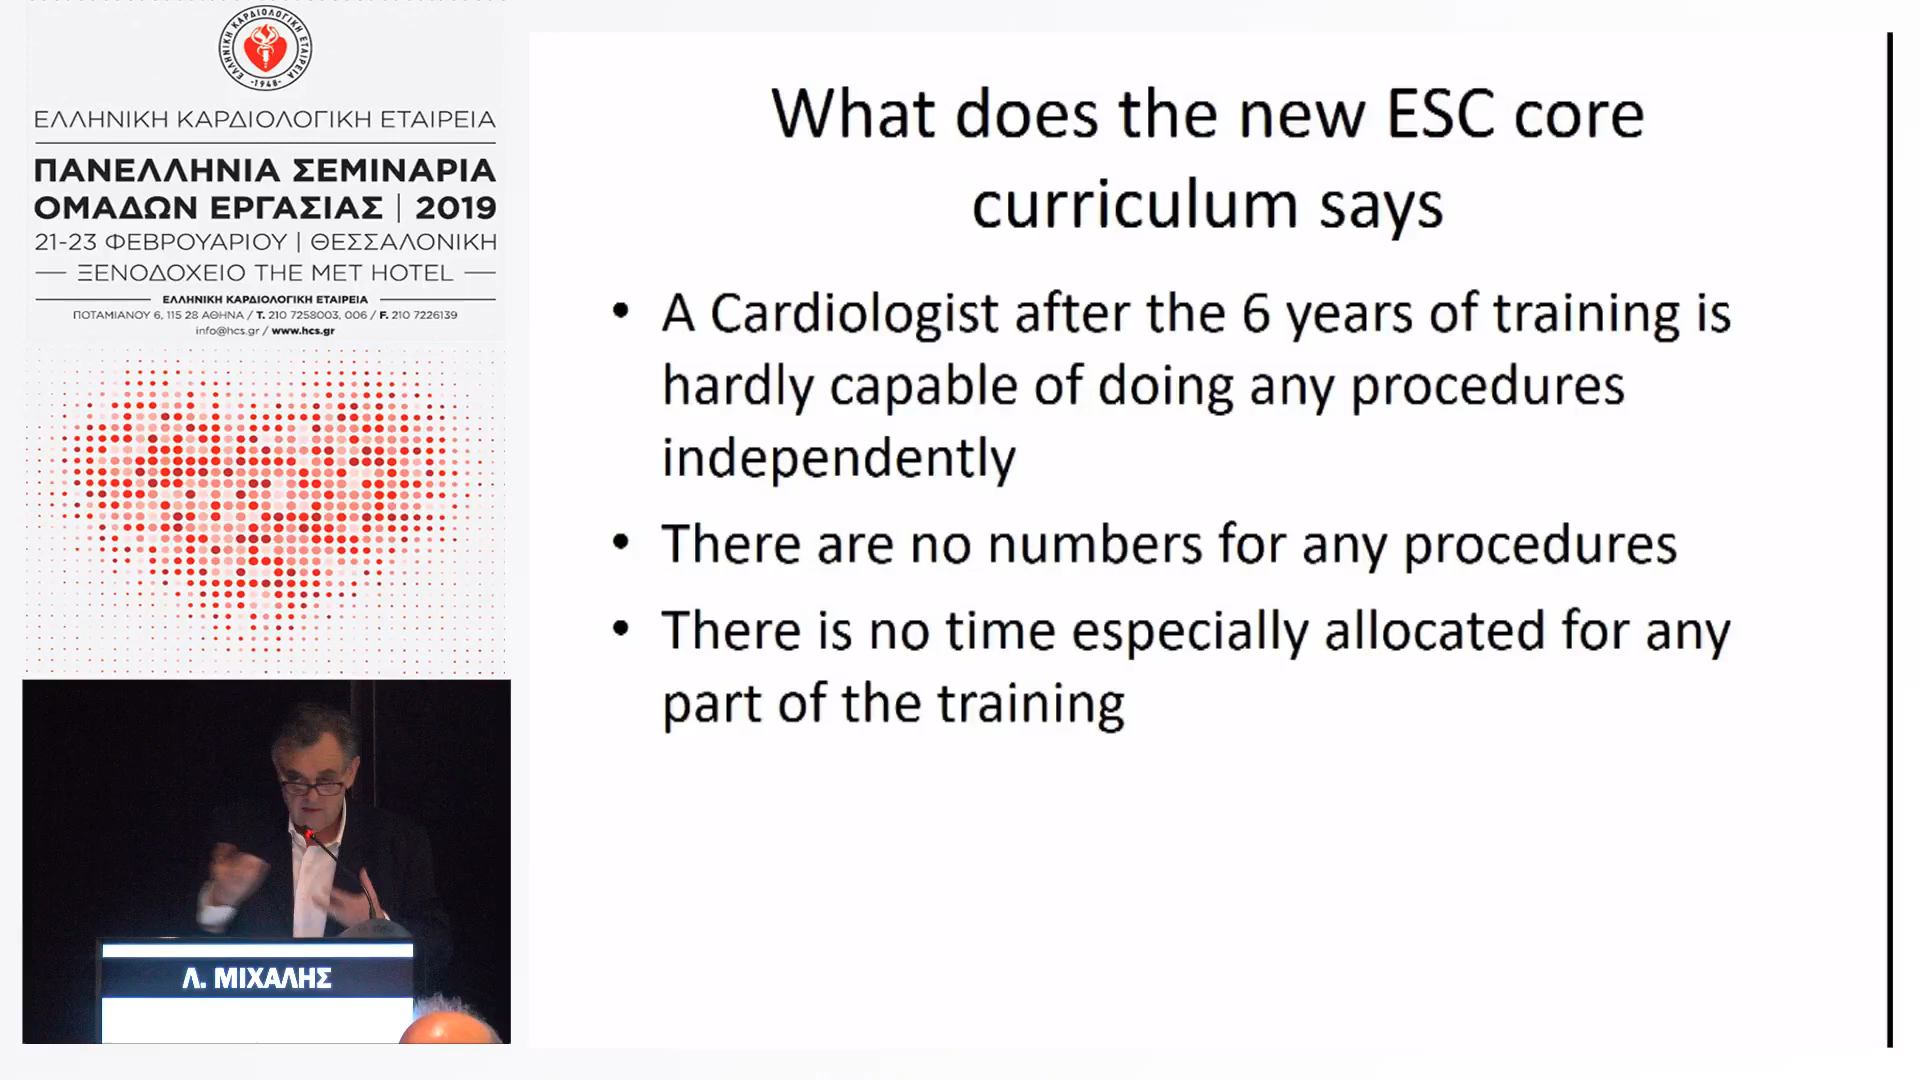 ΕΛΛΗΝΙΚΗ ΚΑΡΔΙΟΛΟΓΙΚΗ ΕΤΑΙΡΕΙΑ
-1948-
ΕΛΛΗΝΙΚΗ ΚΑΡΔΙΟΛΟΓΙΚΗ ΕΤΑΙΡΕΙΑ
ΠΑΝΕΛΛΗΝΙΑ ΣΕΜΙΝΑΡΙΑ
ΟΜΑΔΩΝ ΕΡΓΑΣΙΑΣ | 2019
21-23 ΦΕΒΡΟΥΑΡΙΟΥ | ΘΕΣΣΑΛΟΝΙΚΗ
ΞΕΝΟΔΟΧΕΙΟ THE MET HOTEL
ΕΛΛΗΝΙΚΗ ΚΑΡΔΙΟΛΟΓΙΚΗ ΕΤΑΙΡΕΙΑ
ΠΟΤΑΜΙΑΝΟΥ 6, 115 28 ΑΘΗΝΑ / Τ. 210 7258003, 006 / F. 210 7226139
info@hcs.gr / www.hcs.gr
Λ. ΜΙΧΑΛΗΣ
What does the new ESC core
curriculum says
• A Cardiologist after the 6 years of training is
hardly capable of doing any procedures
independently
• There are no numbers for any procedures
• There is no time especially allocated for any
part of the training